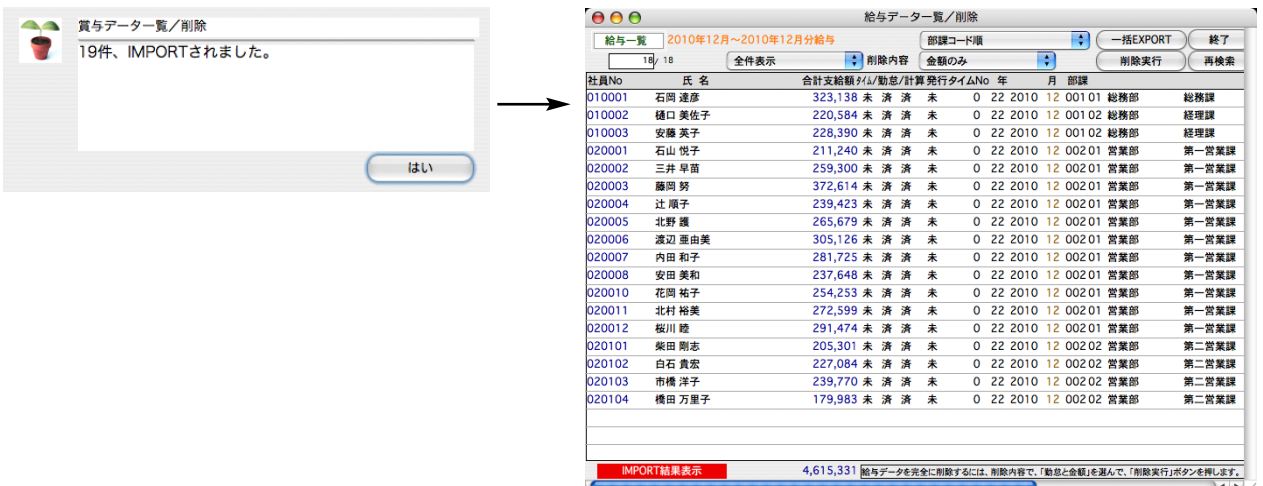 賞与データ一覧／削除
19件、IMPORTされました。
はい
給与データ一覧／削除
給与一覧 2010年12月～2010年12月分給与 部課コード順 一括EXPORT 終了
18/ 18 全件表示 削除内容 金額のみ 削除実行 再検索
社員No 氏 名 合計支給額 ﾀｲﾑ/勤怠/計算 発行 タイムNo 年 月 部課
010001 石岡 達彦 323,138 未 済 済 未 0 22 2010 12 001 01 総務部 総務課
010002 樋口 美佐子 220,584 未 済 済 未 0 22 2010 12 001 02 総務部 経理課
010003 安藤 英子 228,390 未 済 済 未 0 22 2010 12 001 02 総務部 経理課
020001 石山 悦子 211,240 未 済 済 未 0 22 2010 12 002 01 営業部 第一営業課
020002 三井 早苗 259,300 未 済 済 未 0 22 2010 12 002 01 営業部 第一営業課
020003 藤岡 努 372,614 未 済 済 未 0 22 2010 12 002 01 営業部 第一営業課
020004 辻 順子 239,423 未 済 済 未 0 22 2010 12 002 01 営業部 第一営業課
020005 北野 護 265,679 未 済 済 未 0 22 2010 12 002 01 営業部 第一営業課
020006 渡辺 亜由美 305,126 未 済 済 未 0 22 2010 12 002 01 営業部 第一営業課
020007 内田 和子 281,725 未 済 済 未 0 22 2010 12 002 01 営業部 第一営業課
020008 安田 美和 237,648 未 済 済 未 0 22 2010 12 002 01 営業部 第一営業課
020010 花岡 祐子 254,253 未 済 済 未 0 22 2010 12 002 01 営業部 第一営業課
020011 北村 裕美 272,599 未 済 済 未 0 22 2010 12 002 01 営業部 第一営業課
020012 桜川 睦 291,474 未 済 済 未 0 22 2010 12 002 01 営業部 第一営業課
020101 柴田 剛志 205,301 未 済 済 未 0 22 2010 12 002 02 営業部 第二営業課
020102 白石 貴宏 227,084 未 済 済 未 0 22 2010 12 002 02 営業部 第二営業課
020103 市橋 洋子 239,770 未 済 済 未 0 22 2010 12 002 02 営業部 第二営業課
020104 橋田 万里子 179,983 未 済 済 未 0 22 2010 12 002 02 営業部 第二営業課
IMPORT結果表示 4,615,331 給与データを完全に削除するには、削除内容で、「勤怠と金額」を選んで、「削除実行」ボタンを押します。